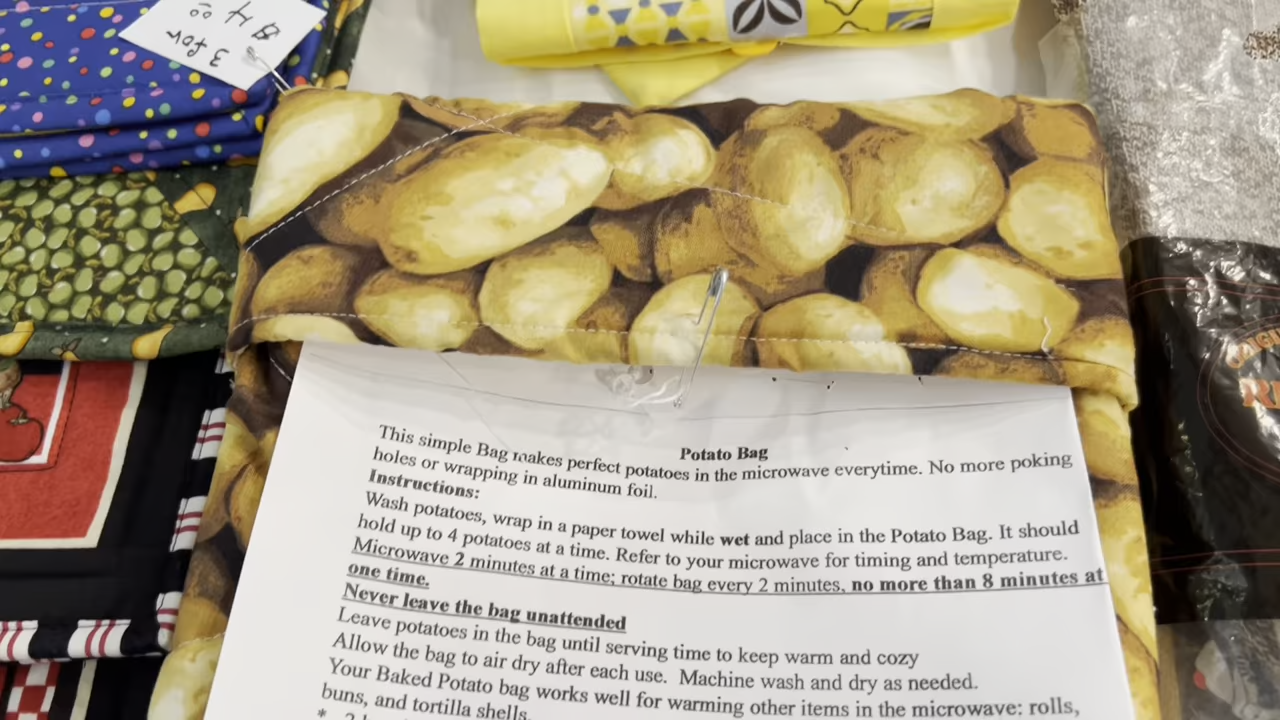 3 for
$14.00
Potato Bag
This simple Bag makes perfect potatoes in the microwave everytime. No more poking
holes or wrapping in aluminum foil.
Instructions:
Wash potatoes, wrap in a paper towel while wet and place in the Potato Bag. It should
hold up to 4 potatoes at a time. Refer to your microwave for timing and temperature.
Microwave 2 minutes at a time; rotate bag every 2 minutes, no more than 8 minutes at
one time.
Never leave the bag unattended
Leave potatoes in the bag until serving time to keep warm and cozy
Allow the bag to air dry after each use. Machine wash and dry as needed.
Your Baked Potato bag works well for warming other items in the microwave: rolls,
buns, and tortilla shells.